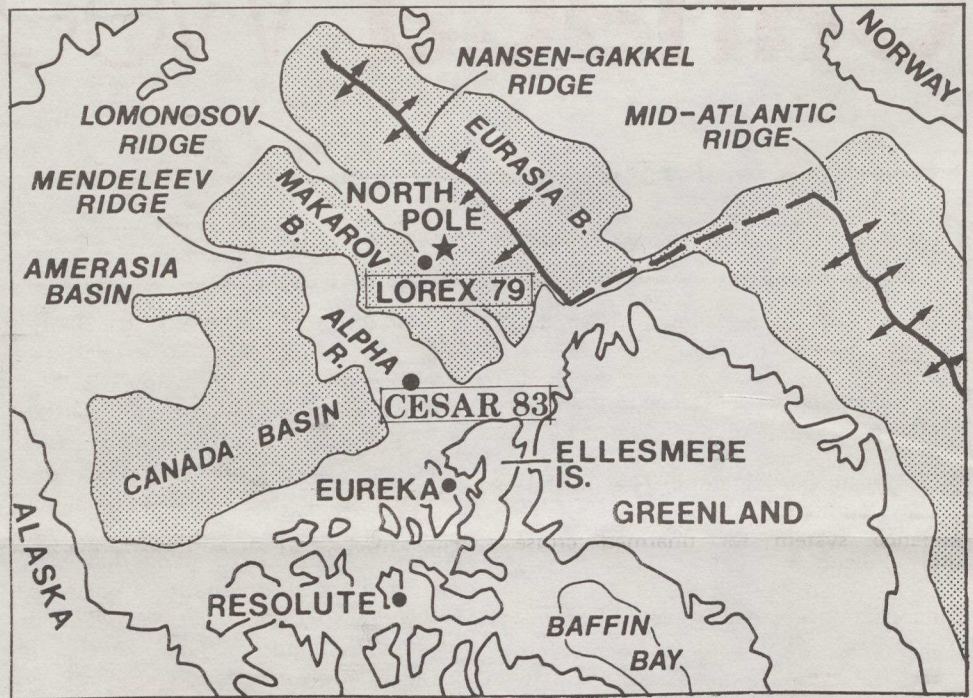 NORWAY
NANSEN-GAKKEL
RIDGE
LOMONOSOV
RIDGE
MID-ATLANTIC
RIDGE
MENDELEEV
RIDGE
EURASIA B.
MAKAROV
B.
NORTH
POLE
AMERASIA
BASIN
LOREX 79
ALPHA
R.
CESAR 83
CANADA BASIN
ELLESMERE
IS.
EUREKA
GREENLAND
ALASKA
RESOLUTE
BAFFIN
BAY